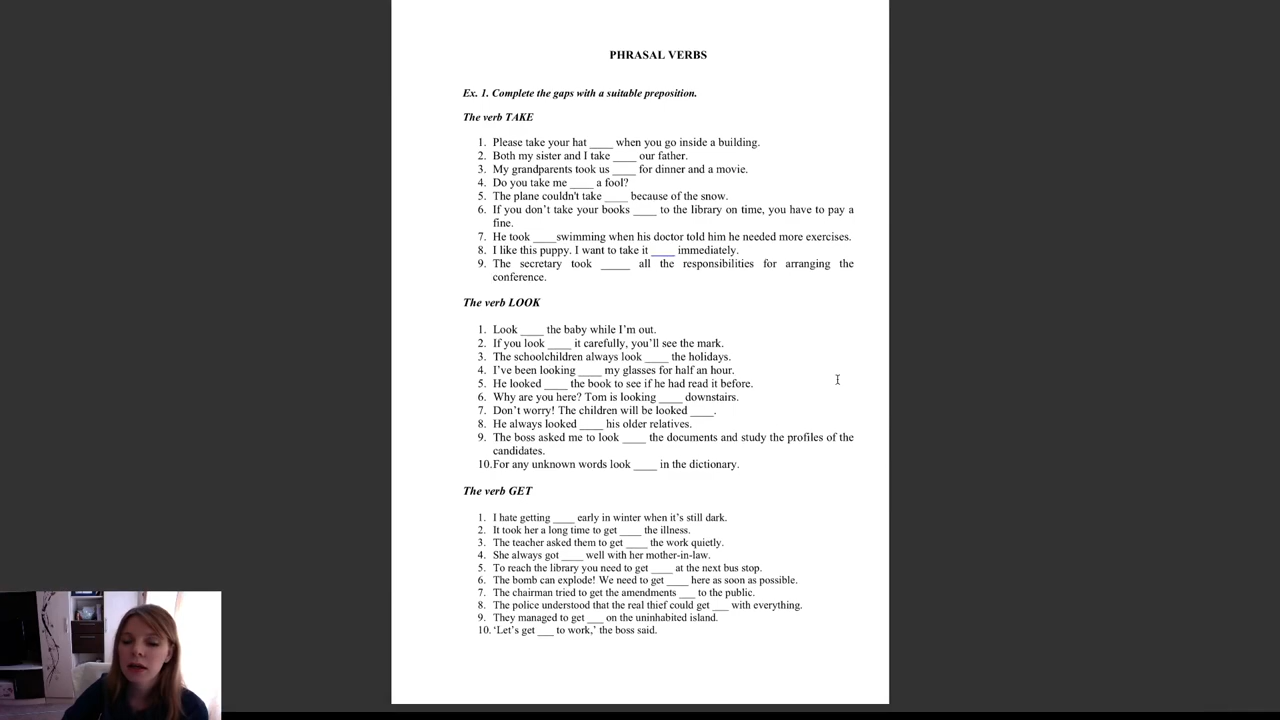 PHRASAL VERBS
Ex. 1. Complete the gaps with a suitable preposition.
The verb TAKE
1. Please take your hat ____ when you go inside a building.
2. Both my sister and I take ____ our father.
3. My grandparents took us ____ for dinner and a movie.
4. Do you take me ____ a fool?
5. The plane couldn't take ____ because of the snow.
6. If you don’t take your books ____ to the library on time, you have to pay a
fine.
7. He took ____swimming when his doctor told him he needed more exercises.
8. I like this puppy. I want to take it ____ immediately.
9. The secretary took _____ all the responsibilities for arranging the
conference.
The verb LOOK
1. Look ____ the baby while I’m out.
2. If you look ____ it carefully, you’ll see the mark.
3. The schoolchildren always look ____ the holidays.
4. I’ve been looking ____ my glasses for half an hour.
5. He looked ____ the book to see if he had read it before.
6. Why are you here? Tom is looking ____ downstairs.
7. Don’t worry! The children will be looked ____.
8. He always looked ____ his older relatives.
9. The boss asked me to look ____ the documents and study the profiles of the
candidates.
10.For any unknown words look ____ in the dictionary.
The verb GET
1. I hate getting ____ early in winter when it’s still dark.
2. It took her a long time to get ____ the illness.
3. The teacher asked them to get ____ the work quietly.
4. She always got ____ well with her mother-in-law.
5. To reach the library you need to get ____ at the next bus stop.
6. The bomb can explode! We need to get ____ here as soon as possible.
7. The chairman tried to get the amendments ___ to the public.
8. The police understood that the real thief could get ___ with everything.
9. They managed to get ___ on the uninhabited island.
10. ‘Let’s get ___ to work,’ the boss said.